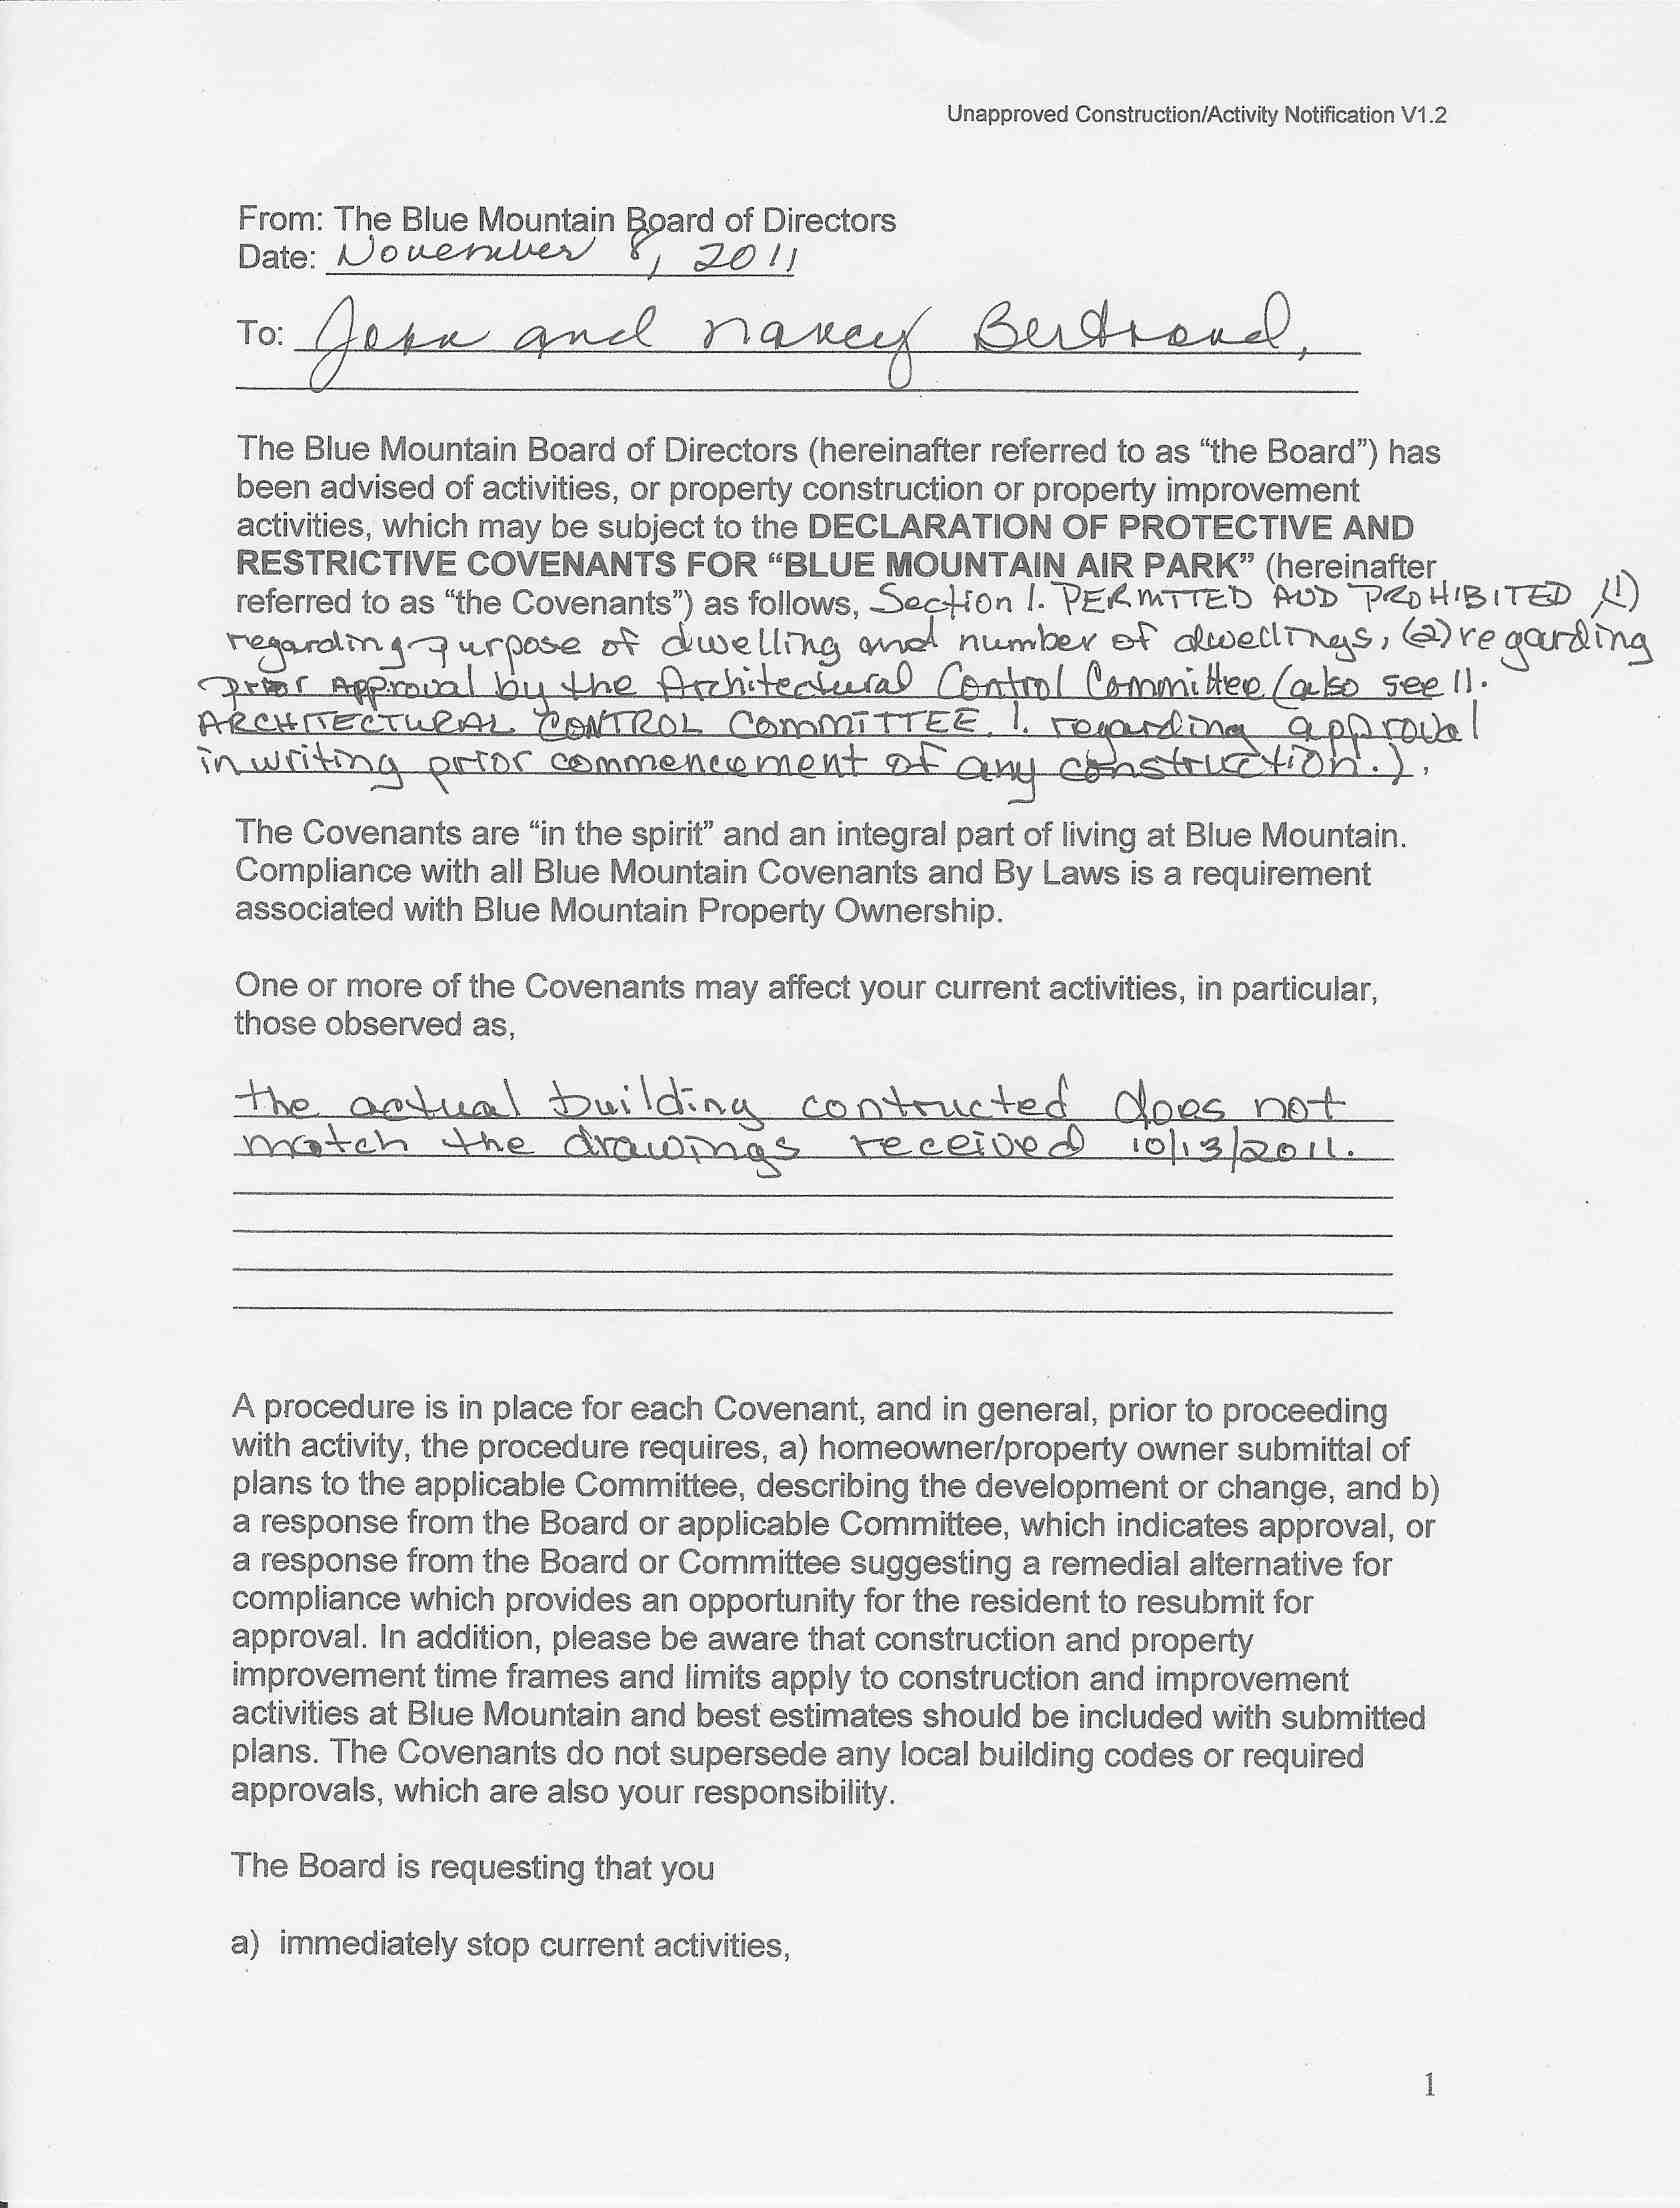 Unapproved Construction/Activity Notification V1.2
From: The Blue Mountain Board of Directors
Date: November 8, 2011
To: John and Nancy Bertrand,
The Blue Mountain Board of Directors (hereinafter referred to as “the Board”) has
been advised of activities, or property construction or property improvement
activities, which may be subject to the DECLARATION OF PROTECTIVE AND
RESTRICTIVE COVENANTS FOR “BLUE MOUNTAIN AIR PARK” (hereinafter
referred to as “the Covenants”) as follows, Section 1. PERMITTED AND PROHIBITED (1)
regarding purpose of dwelling and number of dwellings, (2) regarding
prior Approval by the Architectural Control Committee (also see 11.
ARCHITECTURAL CONTROL COMMITTEE. 1. regarding approval
in writing prior commencement of any construction.).
The Covenants are “in the spirit” and an integral part of living at Blue Mountain.
Compliance with all Blue Mountain Covenants and By Laws is a requirement
associated with Blue Mountain Property Ownership.
One or more of the Covenants may affect your current activities, in particular,
those observed as,
the actual building contructed does not
match the drawings received 10/13/2011.
A procedure is in place for each Covenant, and in general, prior to proceeding
with activity, the procedure requires, a) homeowner/property owner submittal of
plans to the applicable Committee, describing the development or change, and b)
a response from the Board or applicable Committee, which indicates approval, or
a response from the Board or Committee suggesting a remedial alternative for
compliance which provides an opportunity for the resident to resubmit for
approval. In addition, please be aware that construction and property
improvement time frames and limits apply to construction and improvement
activities at Blue Mountain and best estimates should be included with submitted
plans. The Covenants do not supersede any local building codes or required
approvals, which are also your responsibility.
The Board is requesting that you
a) immediately stop current activities,
1